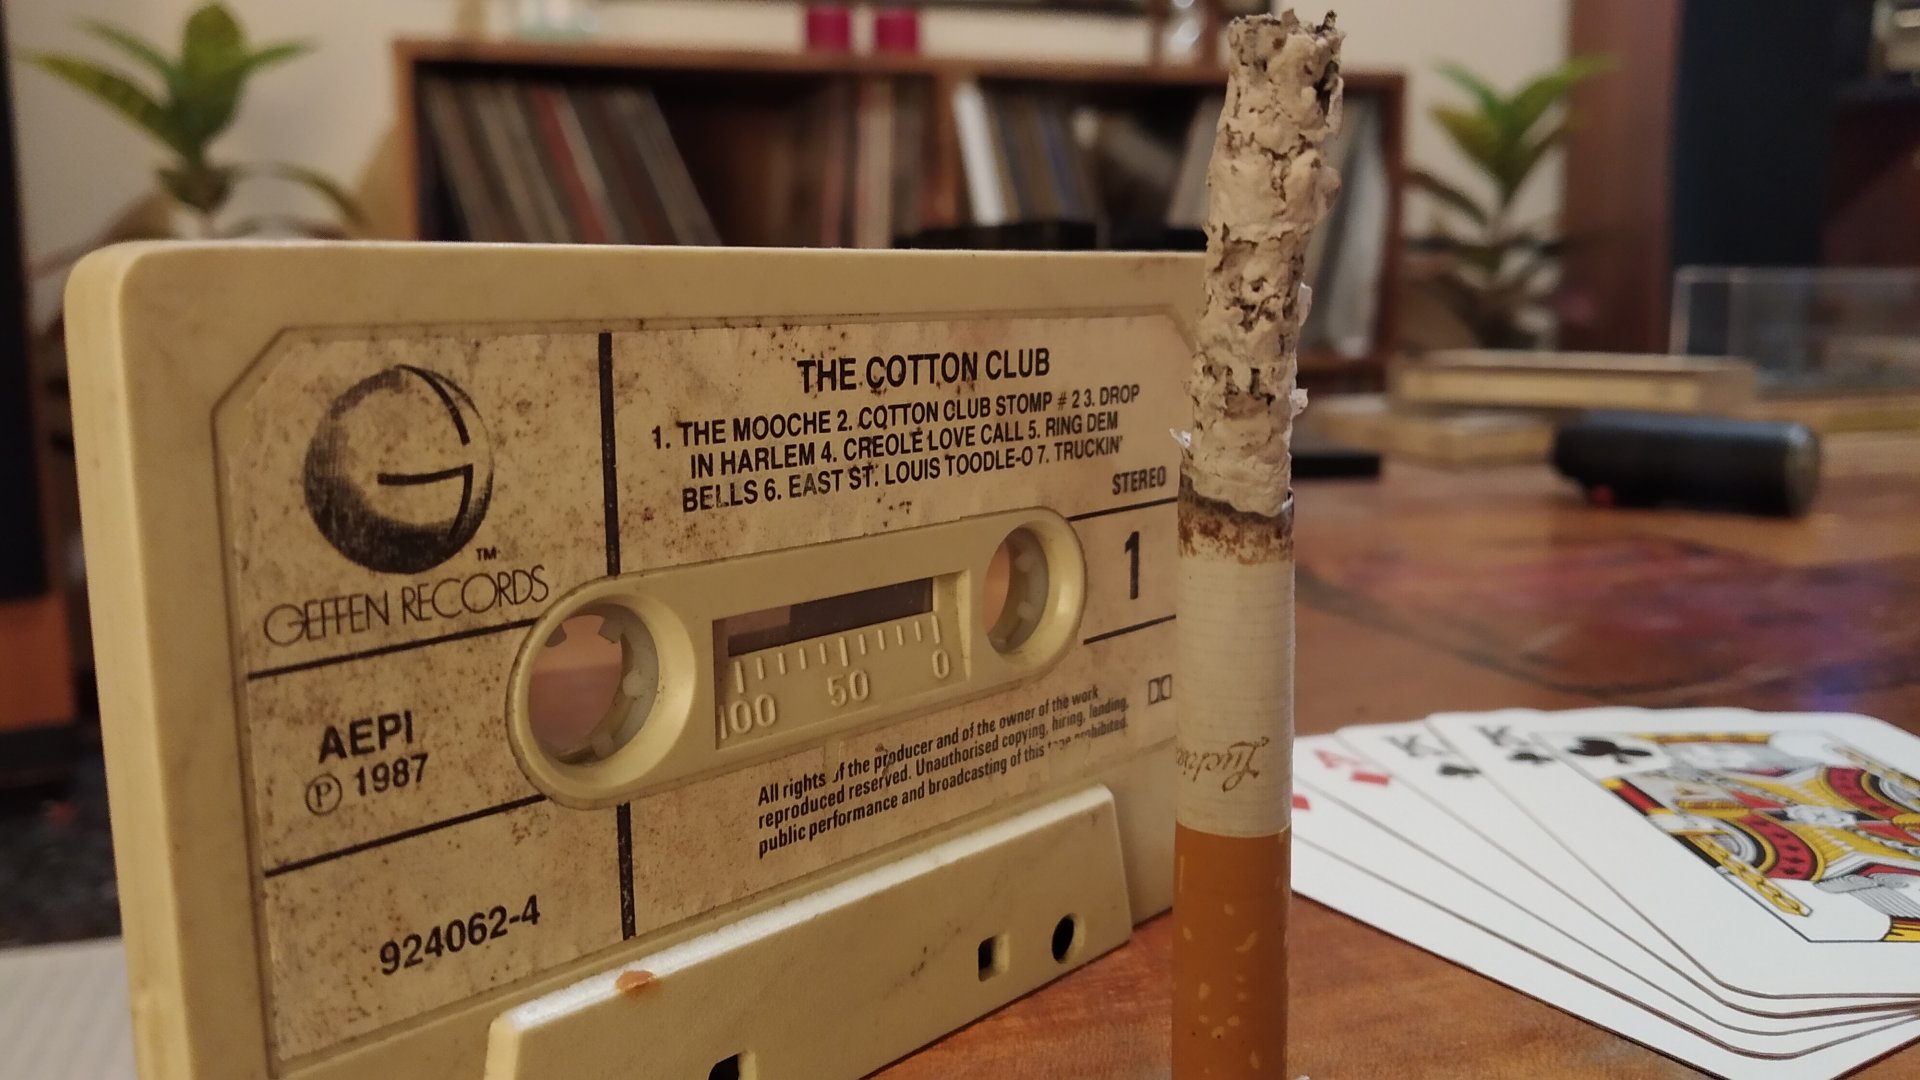 THE COTTON CLUB
1. THE MOOCHE 2. COTTON CLUB STOMP # 2 3. DROP
IN HARLEM 4. CREOLE LOVE CALL 5. RING DEM
BELLS 6. EAST ST. LOUIS TOODLE-O 7. TRUCKIN'
STEREO
G
TM
GEFFEN RECORDS
1
AEPI
℗ 1987
100 50 0
All rights of the producer and of the owner of the work
reproduced reserved. Unauthorised copying, hiring, lending,
public performance and broadcasting of this tape prohibited.
924062-4
A
K
K